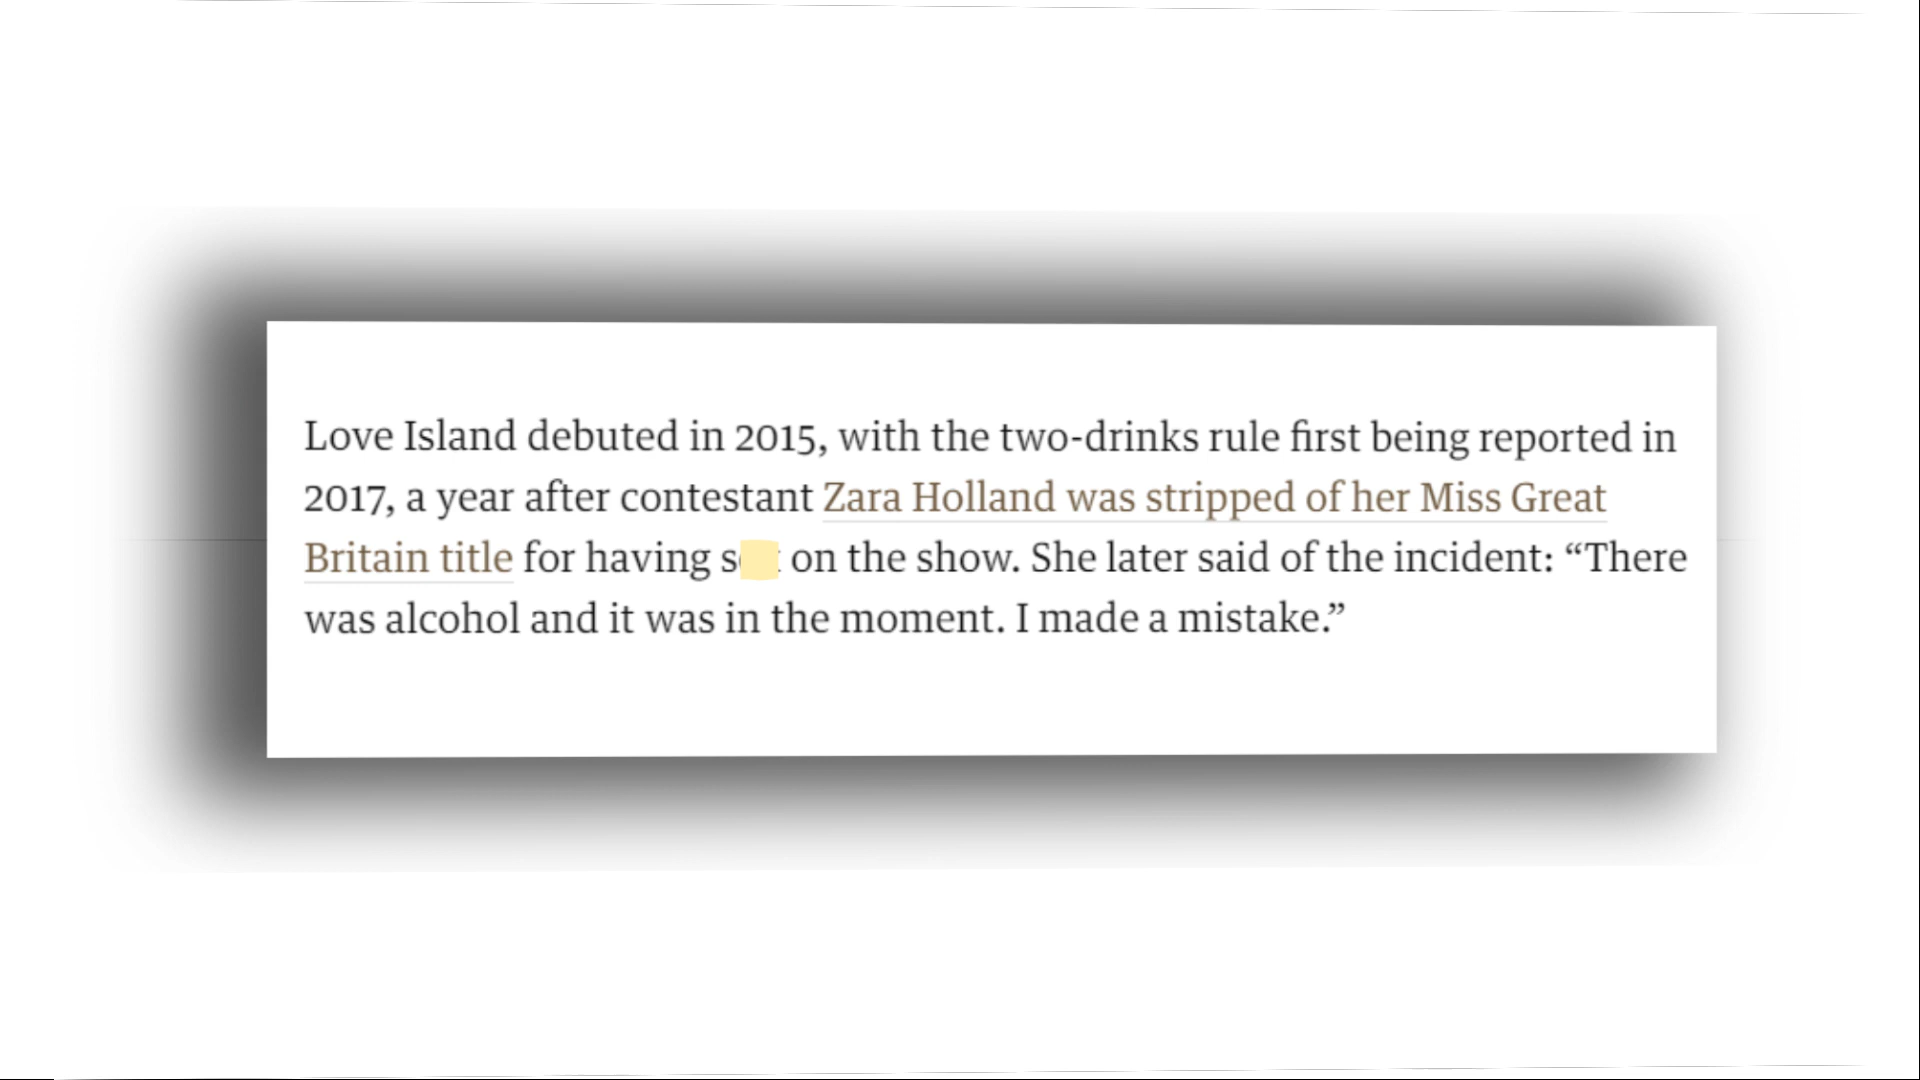 Love Island debuted in 2015, with the two-drinks rule first being reported in
2017, a year after contestant Zara Holland was stripped of her Miss Great
Britain title for having on the show. She later said of the incident: “There
was alcohol and it was in the moment. I made a mistake.”